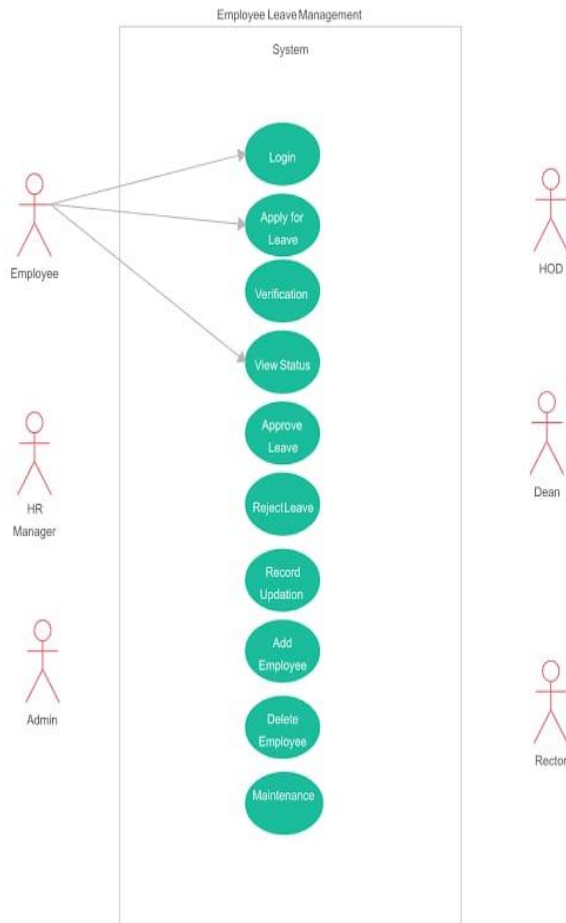 Employee Leave Management
System
Login
Apply for
Leave
Employee
HOD
Verification
View Status
Approve
Leave
Dean
HR
Manager
Reject Leave
Record
Updation
Add
Employee
Admin
Delete
Employee
Rector
Maintenance